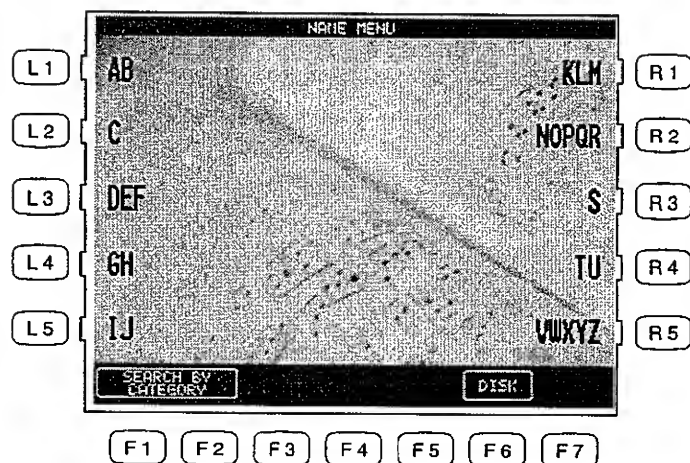 NAME MENU
L1 AB KLM R1
L2 C NOPQR R2
L3 DEF S R3
L4 GH TU R4
L5 IJ VWXYZ R5
SEARCH BY
CATEGORY DISK
F1 F2 F3 F4 F5 F6 F7